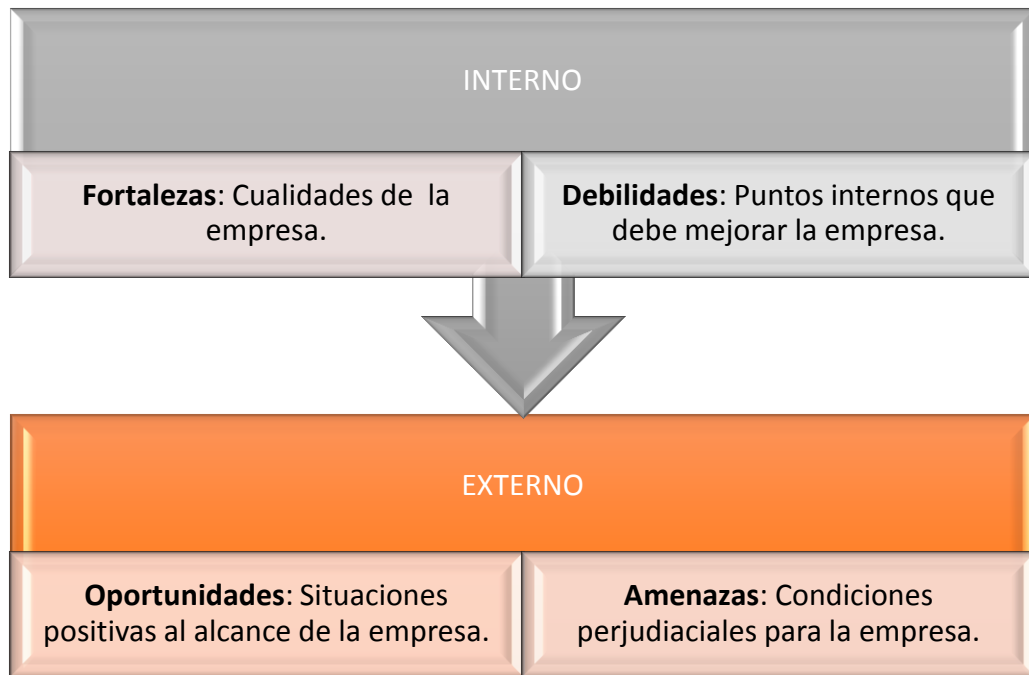 INTERNO
Fortalezas: Cualidades de la
empresa.
Debilidades: Puntos internos que
debe mejorar la empresa.
EXTERNO
Oportunidades: Situaciones
positivas al alcance de la empresa.
Amenazas: Condiciones
perjudiaciales para la empresa.